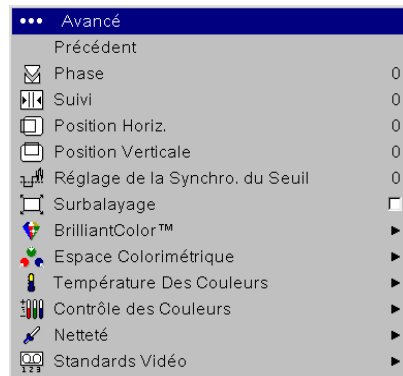 ••• Avancé
Précédent
Phase 0
Suivi 0
Position Horiz. 0
Position Verticale 0
Réglage de la Synchro. du Seuil 0
Surbalayage
BrilliantColor™
Espace Colorimétrique
Température Des Couleurs
Contrôle des Couleurs
Netteté
123 Standards Vidéo